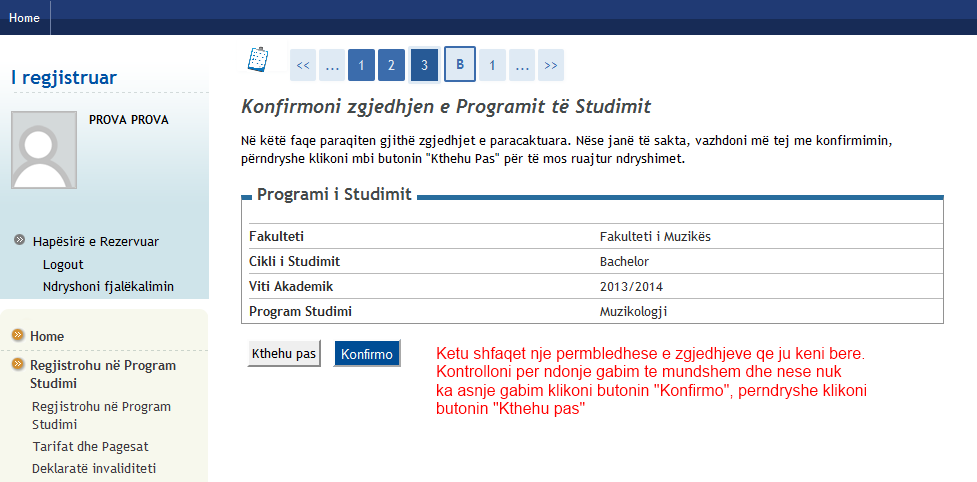 Home
I regjistruar
PROVA PROVA
Hapësirë e Rezervuar
Logout
Ndryshoni fjalëkalimin
Home
Regjistrohu në Program
Studimi
Regjistrohu në Program
Studimi
Tarifat dhe Pagesat
Deklaratë invaliditeti
<< ... 1 2 3 B 1 ... >>
Konfirmoni zgjedhjen e Programit të Studimit
Në këtë faqe paraqiten gjithë zgjedhjet e paracaktuara. Nëse janë të sakta, vazhdoni më tej me konfirmimin,
përndryshe klikoni mbi butonin "Kthehu Pas" për të mos ruajtur ndryshimet.
Programi i Studimit
Fakulteti Fakulteti i Muzikës
Cikli i Studimit Bachelor
Viti Akademik 2013/2014
Program Studimi Muzikologji
Kthehu pas Konfirmo
Ketu shfaqet nje permbledhese e zgjedhjeve qe ju keni bere.
Kontrolloni per ndonje gabim te mundshem dhe nese nuk
ka asnje gabim klikoni butonin "Konfirmo", perndryshe klikoni
butonin "Kthehu pas"